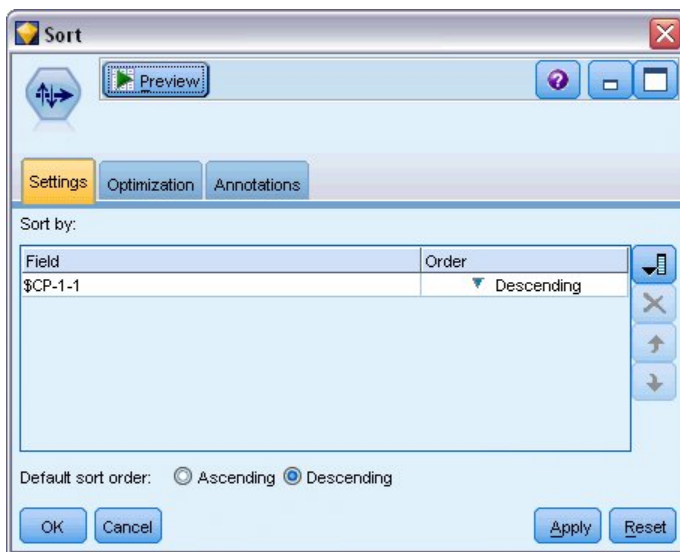 Sort
Preview
?
Settings Optimization Annotations
Sort by:
Field Order
$CP-1-1 Descending
Default sort order: Ascending Descending
OK Cancel Apply Reset